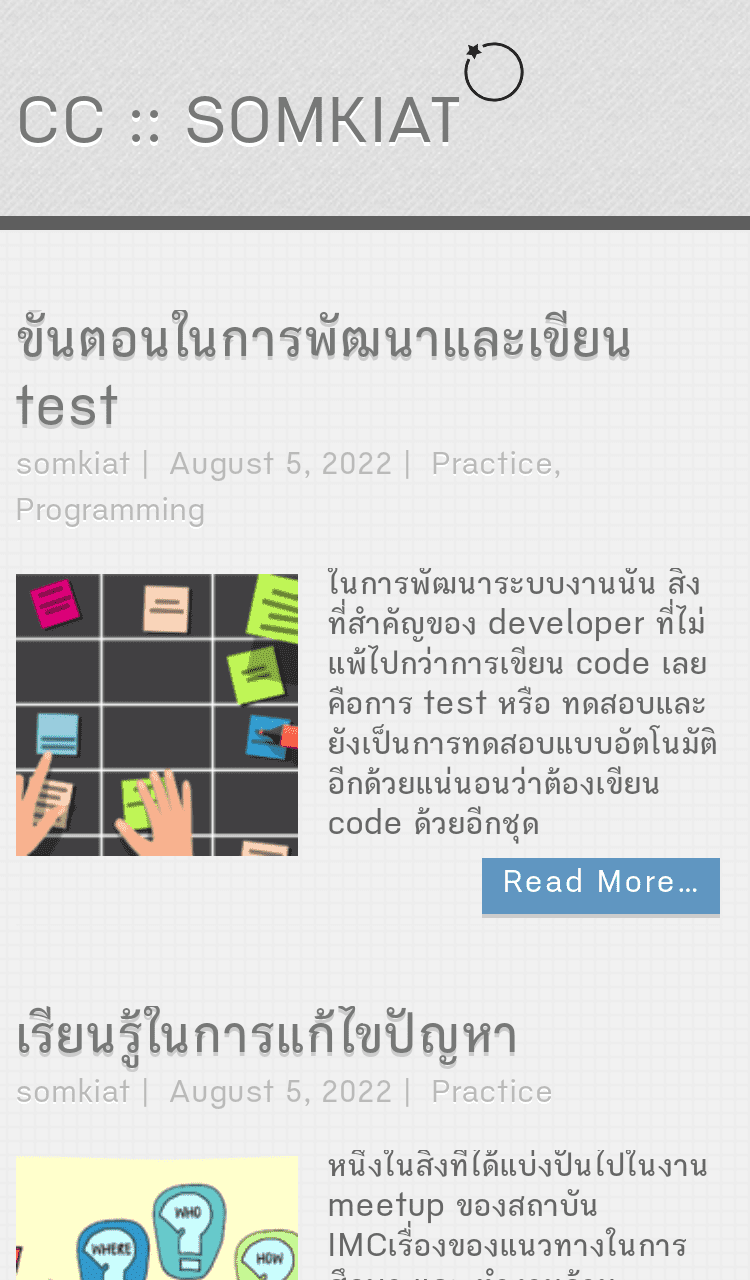 CC :: SOMKIAT
ขั้นตอนในการพัฒนาและเขียน
test
somkiat | August 5, 2022 | Practice,
Programming
ในการพัฒนาระบบงานนั้น สิ่ง
ที่สำคัญของ developer ที่ไม่
แพ้ไปกว่าการเขียน code เลย
คือการ test หรือ ทดสอบและ
ยังเป็นการทดสอบแบบอัตโนมัติ
อีกด้วยแน่นอนว่าต้องเขียน
code ด้วยอีกชุด
Read More…
เรียนรู้ในการแก้ไขปัญหา
somkiat | August 5, 2022 | Practice
หนึ่งในสิ่งที่ได้แบ่งปันไปในงาน
meetup ของสถาบัน
IMCเรื่องของแนวทางในการ
WHO
WHERE
HOW